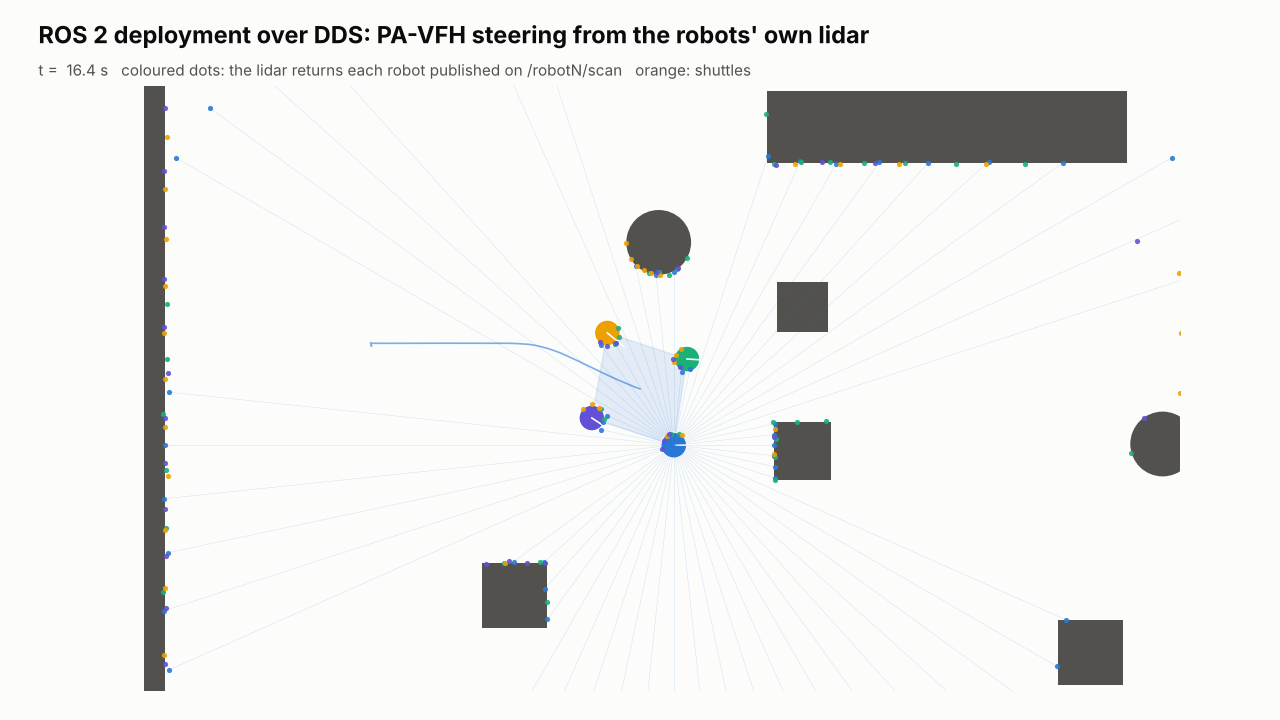 ROS 2 deployment over DDS: PA-VFH steering from the robots' own lidar
t = 16.4 s coloured dots: the lidar returns each robot published on /robotN/scan orange: shuttles